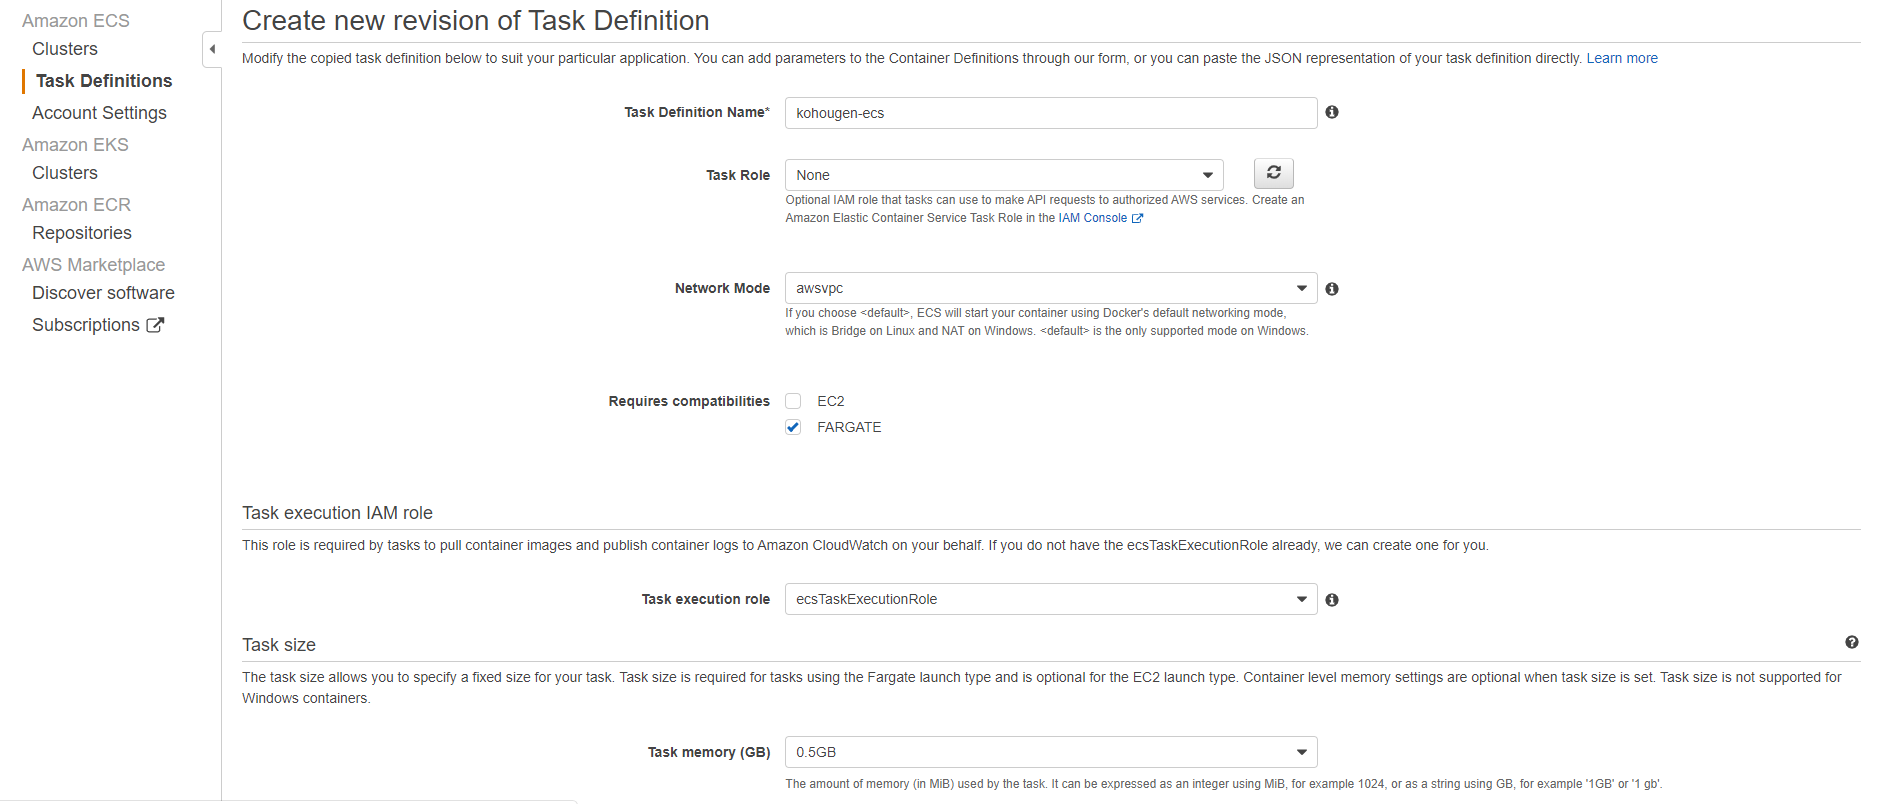 Amazon ECS
Clusters
Task Definitions
Account Settings
Amazon EKS
Clusters
Amazon ECR
Repositories
AWS Marketplace
Discover software
Subscriptions
Create new revision of Task Definition
Modify the copied task definition below to suit your particular application. You can add parameters to the Container Definitions through our form, or you can paste the JSON representation of your task definition directly. Learn more
Task Definition Name* kohougen-ecs
Task Role None
Optional IAM role that tasks can use to make API requests to authorized AWS services. Create an
Amazon Elastic Container Service Task Role in the IAM Console
Network Mode awsvpc
If you choose <default>, ECS will start your container using Docker's default networking mode,
which is Bridge on Linux and NAT on Windows. <default> is the only supported mode on Windows.
Requires compatibilities EC2
FARGATE
Task execution IAM role
This role is required by tasks to pull container images and publish container logs to Amazon CloudWatch on your behalf. If you do not have the ecsTaskExecutionRole already, we can create one for you.
Task execution role ecsTaskExecutionRole
Task size
The task size allows you to specify a fixed size for your task. Task size is required for tasks using the Fargate launch type and is optional for the EC2 launch type. Container level memory settings are optional when task size is set. Task size is not supported for
Windows containers.
Task memory (GB) 0.5GB
The amount of memory (in MiB) used by the task. It can be expressed as an integer using MiB, for example 1024, or as a string using GB, for example '1GB' or '1 gb'.